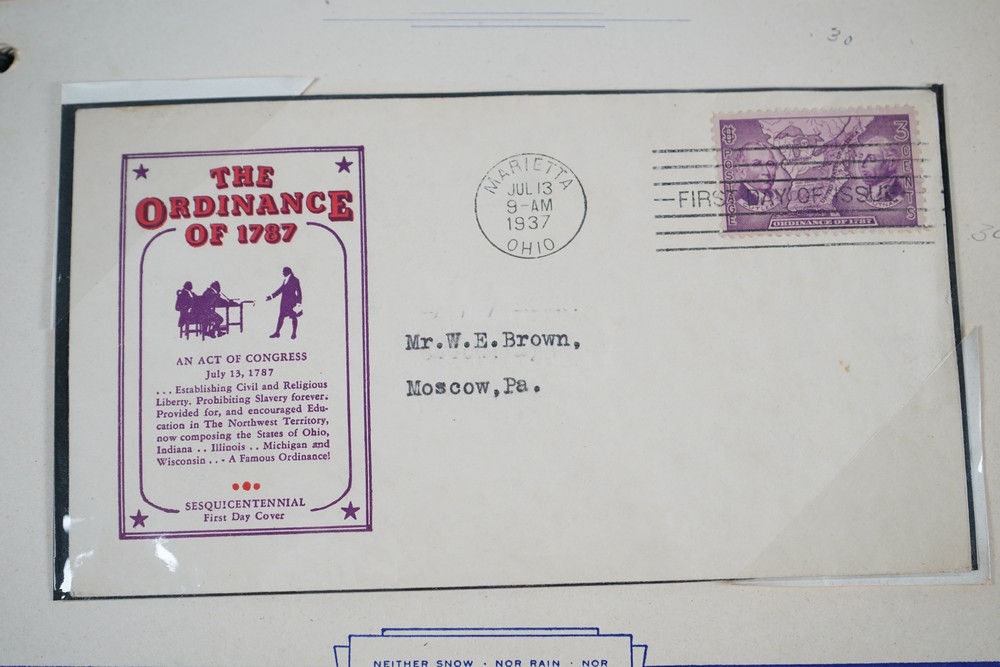 30
THE
ORDINANCE
OF 1787
AN ACT OF CONGRESS
July 13, 1787
... Establishing Civil and Religious
Liberty. Prohibiting Slavery forever.
Provided for, and encouraged Edu-
cation in The Northwest Territory,
now composing the States of Ohio,
Indiana .. Illinois .. Michigan and
Wisconsin ... A Famous Ordinance!
SESQUICENTENNIAL
First Day Cover
MARIETTA
JUL 13
9-AM
1937
OHIO
FIRST DAY OF ISSUE
U.S. POSTAGE
3 CENTS
ORDINANCE OF 1787
Mr.W.E.Brown,
Moscow,Pa.
NEITHER SNOW · NOR RAIN · NOR